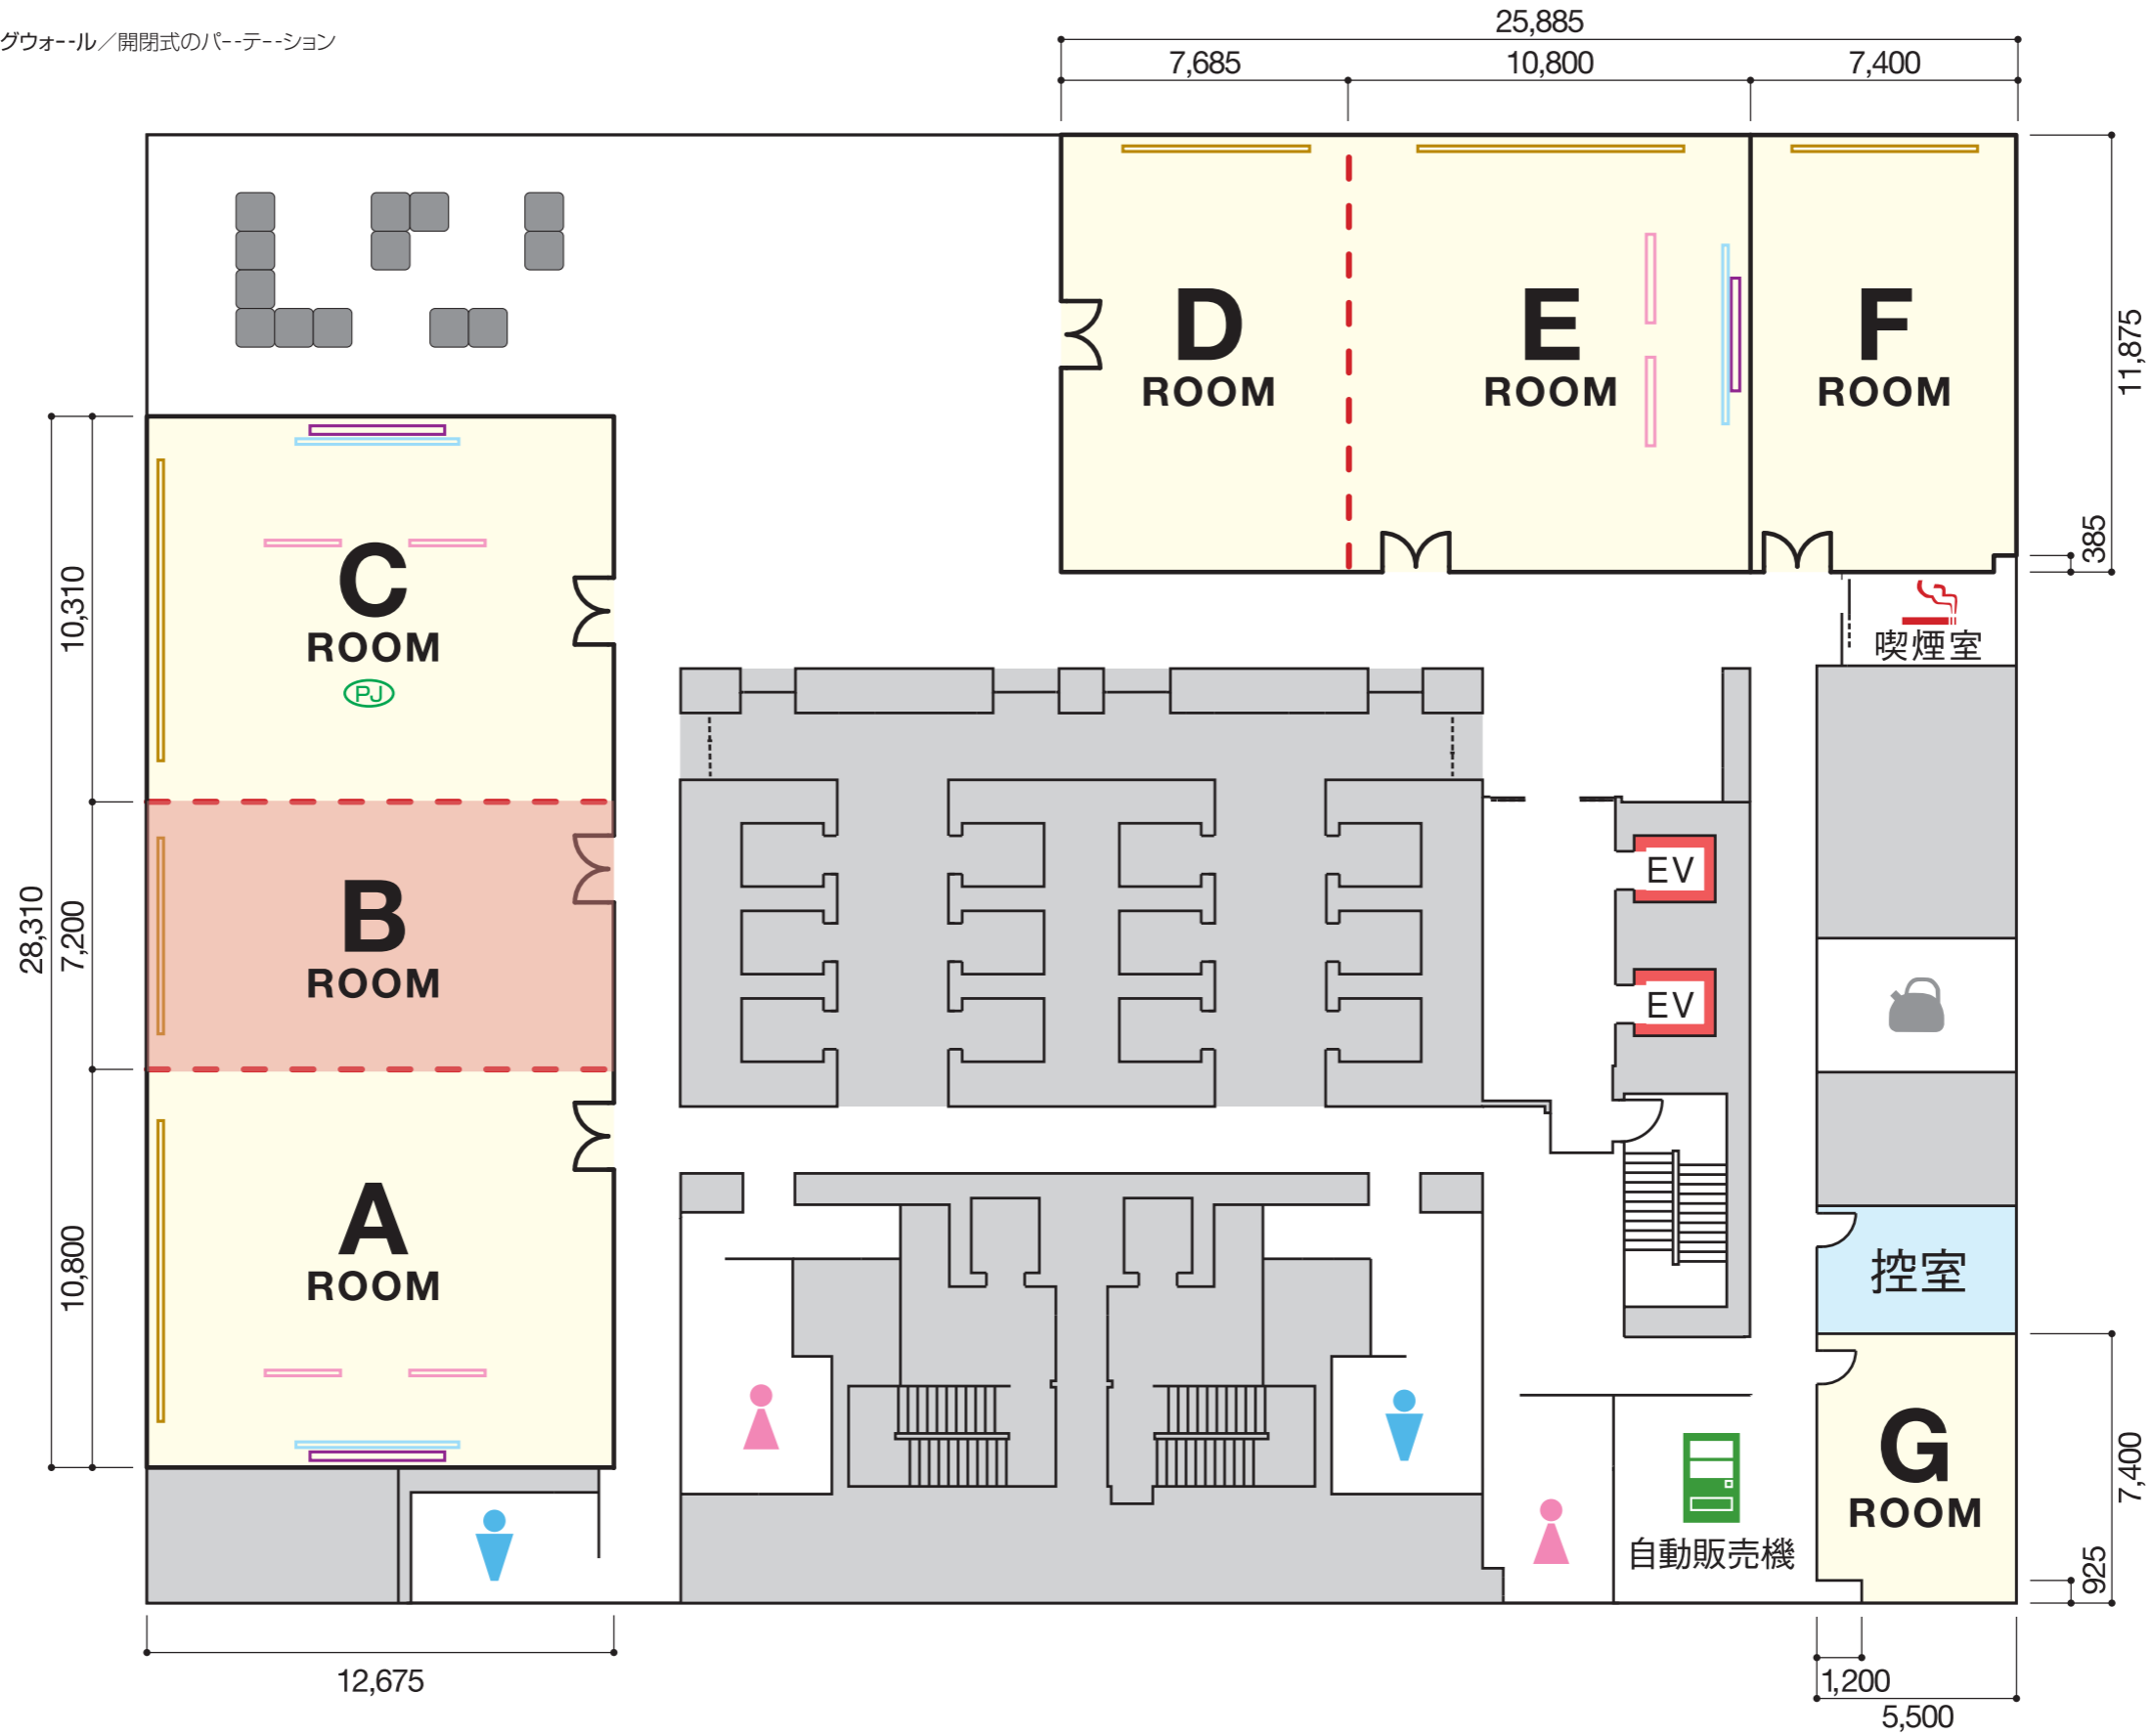 グウォール／開閉式のパーテーション
25,885
7,685
10,800
7,400
D
ROOM
E
ROOM
F
ROOM
11,875
385
喫煙室
C
ROOM
PJ
10,310
B
ROOM
28,310
7,200
EV
EV
A
ROOM
10,800
控室
G
ROOM
7,400
自動販売機
925
12,675
1,200
5,500